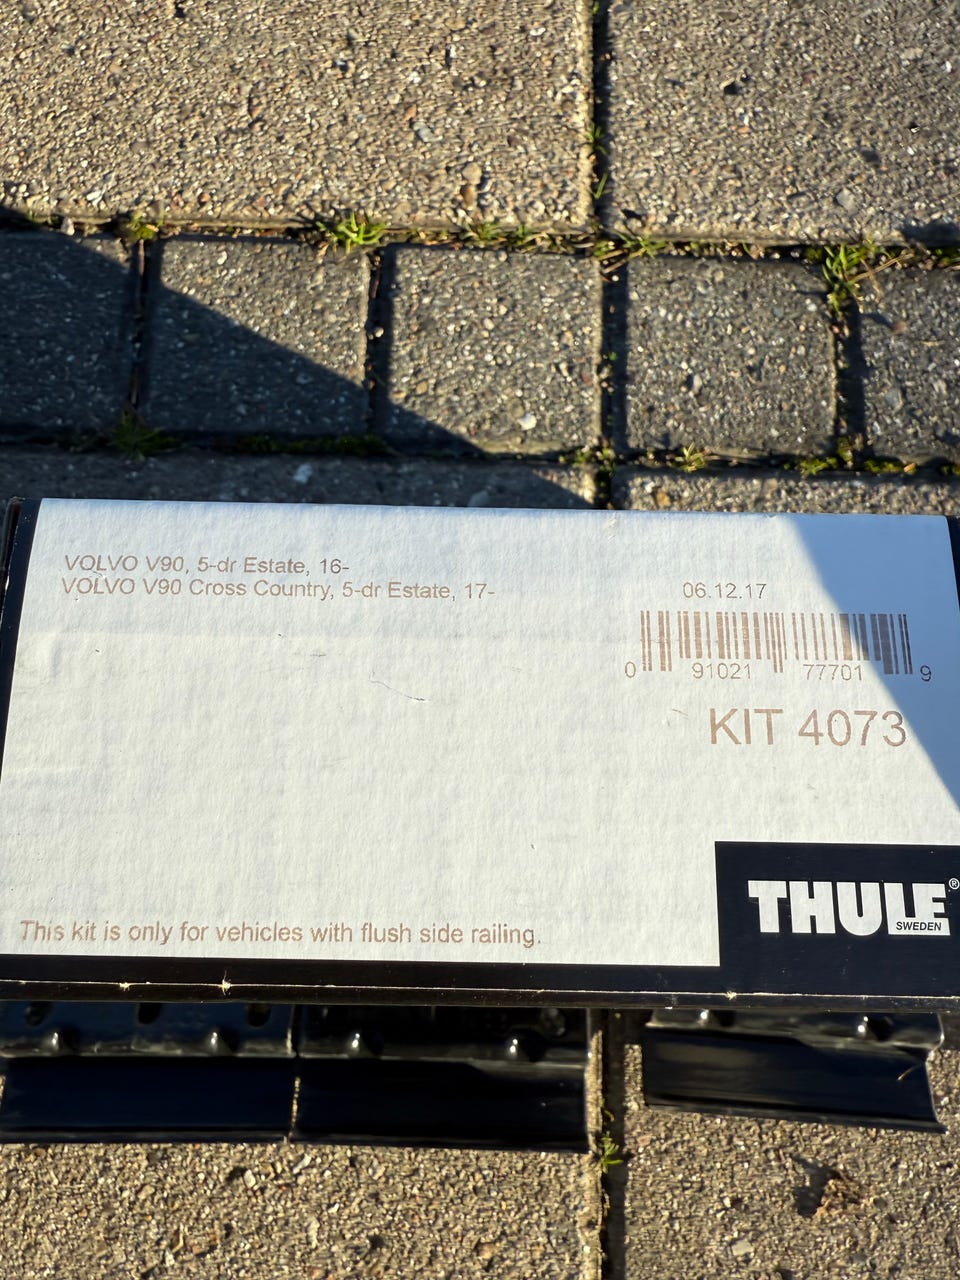 VOLVO V90, 5-dr Estate, 16-
VOLVO V90 Cross Country, 5-dr Estate, 17-
06.12.17
0 91021 77701 9
KIT 4073
THULE®
SWEDEN
This kit is only for vehicles with flush side railing.